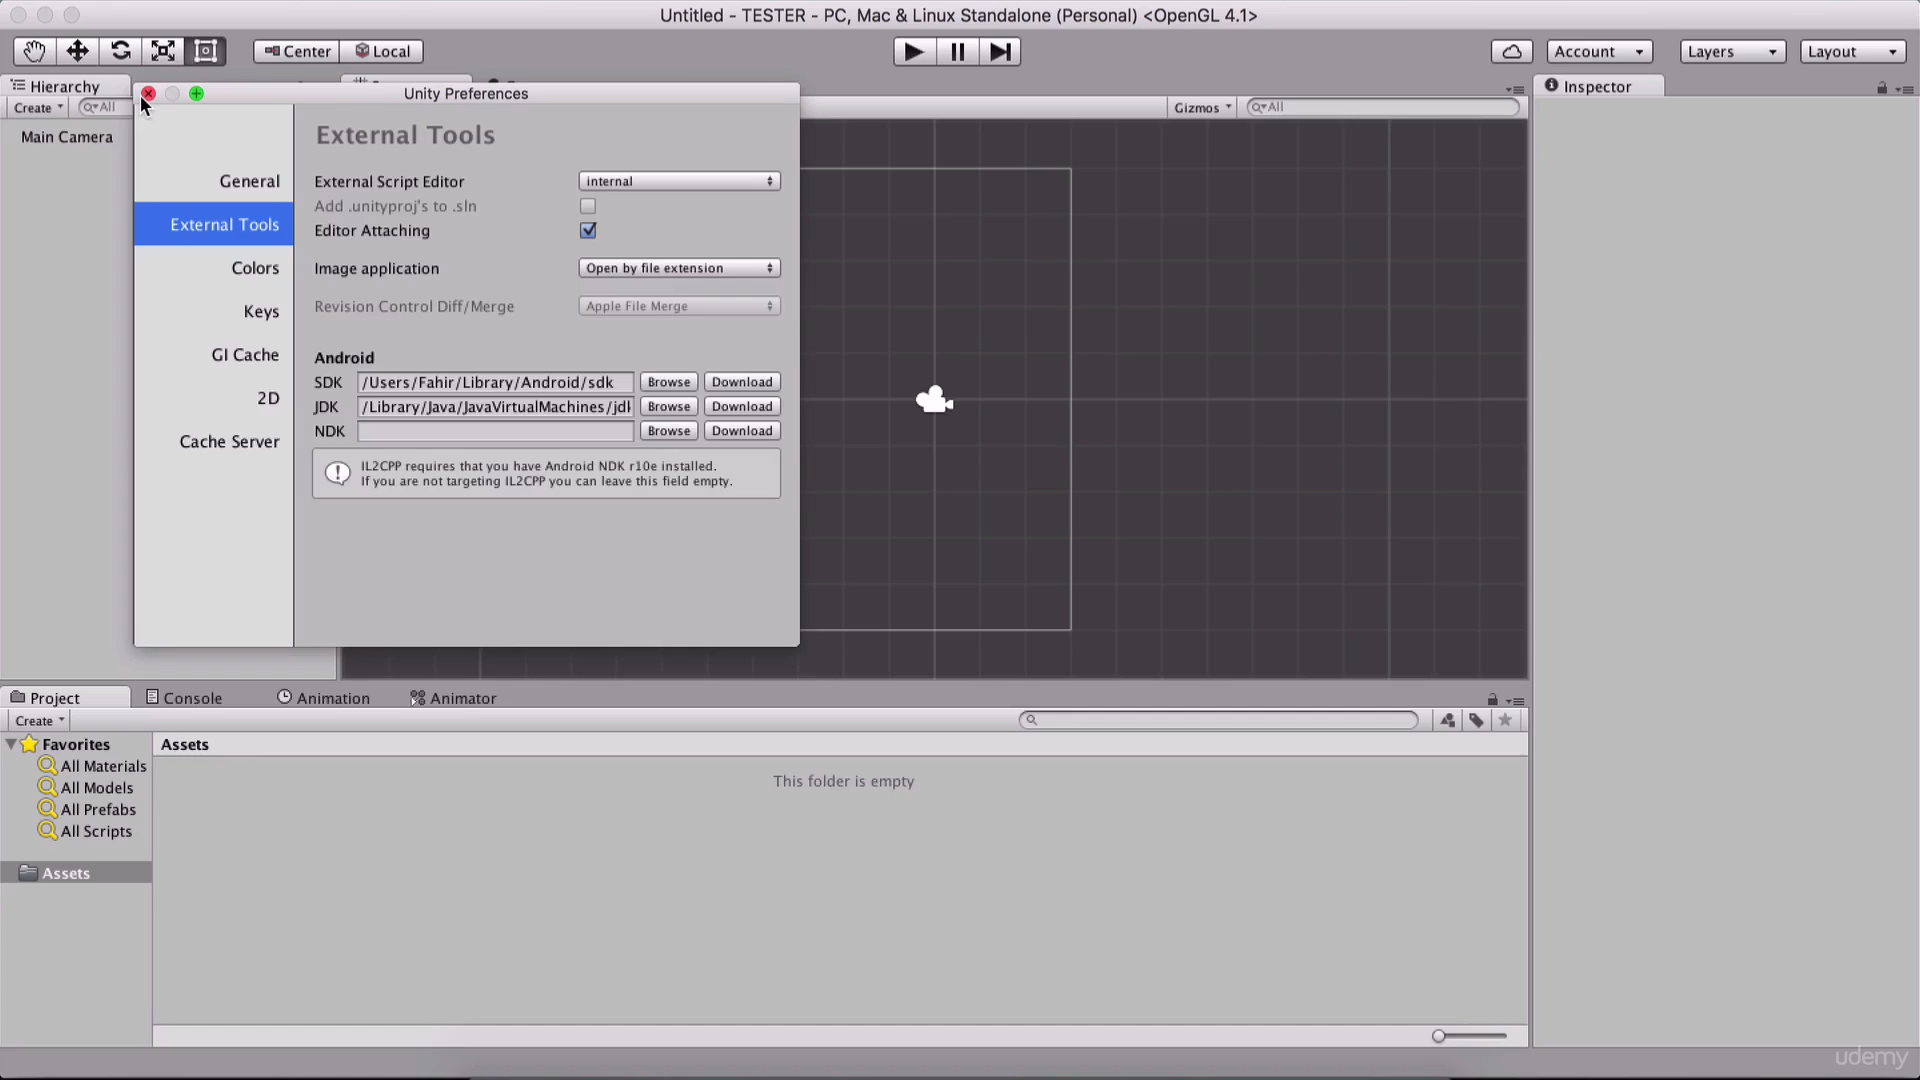 Untitled - TESTER - PC, Mac & Linux Standalone (Personal) <OpenGL 4.1>
Center
Local
Account
Layers
Layout
Hierarchy
Create
All
Main Camera
Unity Preferences
General
External Tools
Colors
Keys
GI Cache
2D
Cache Server
External Tools
External Script Editor
internal
Add .unityproj's to .sln
Editor Attaching
Image application
Open by file extension
Revision Control Diff/Merge
Apple File Merge
Android
SDK /Users/Fahir/Library/Android/sdk Browse Download
JDK /Library/Java/JavaVirtualMachines/jdk Browse Download
NDK Browse Download
IL2CPP requires that you have Android NDK r10e installed.
If you are not targeting IL2CPP you can leave this field empty.
Gizmos
All
Inspector
Project
Console
Animation
Animator
Create
Favorites
All Materials
All Models
All Prefabs
All Scripts
Assets
Assets
This folder is empty
udemy